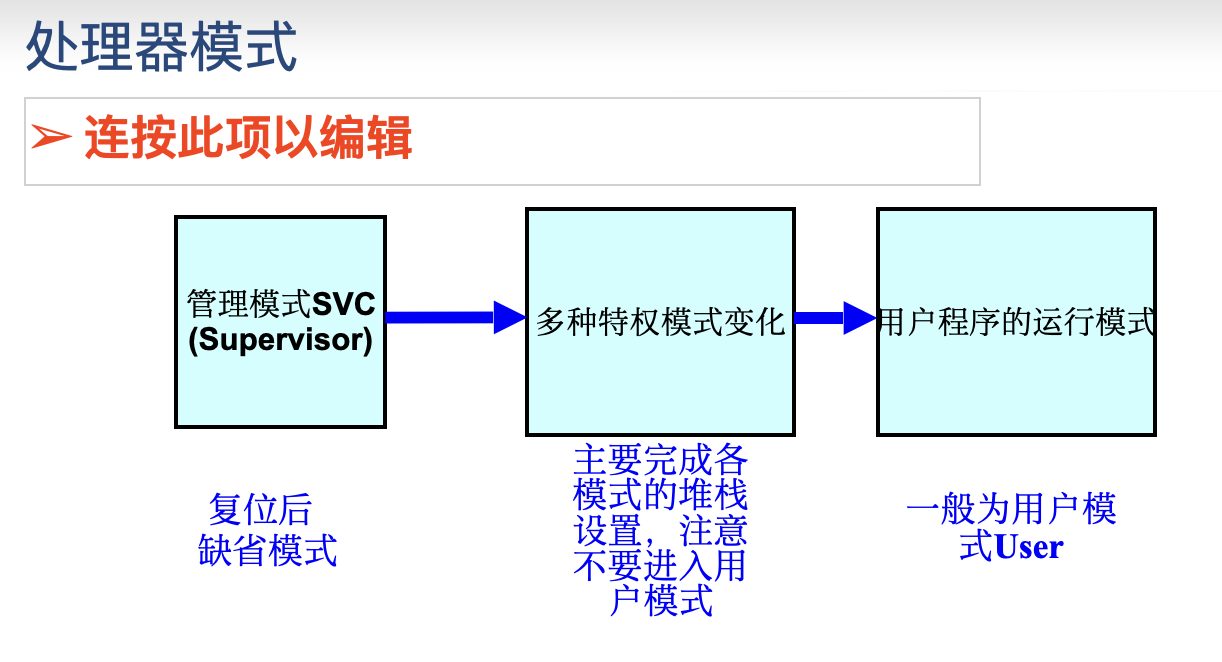 处理器模式
➢ 连按此项以编辑
管理模式SVC
(Supervisor)
多种特权模式变化
用户程序的运行模式
复位后
缺省模式
主要完成各
模式的堆栈
设置，注意
不要进入用
户模式
一般为用户模
式User